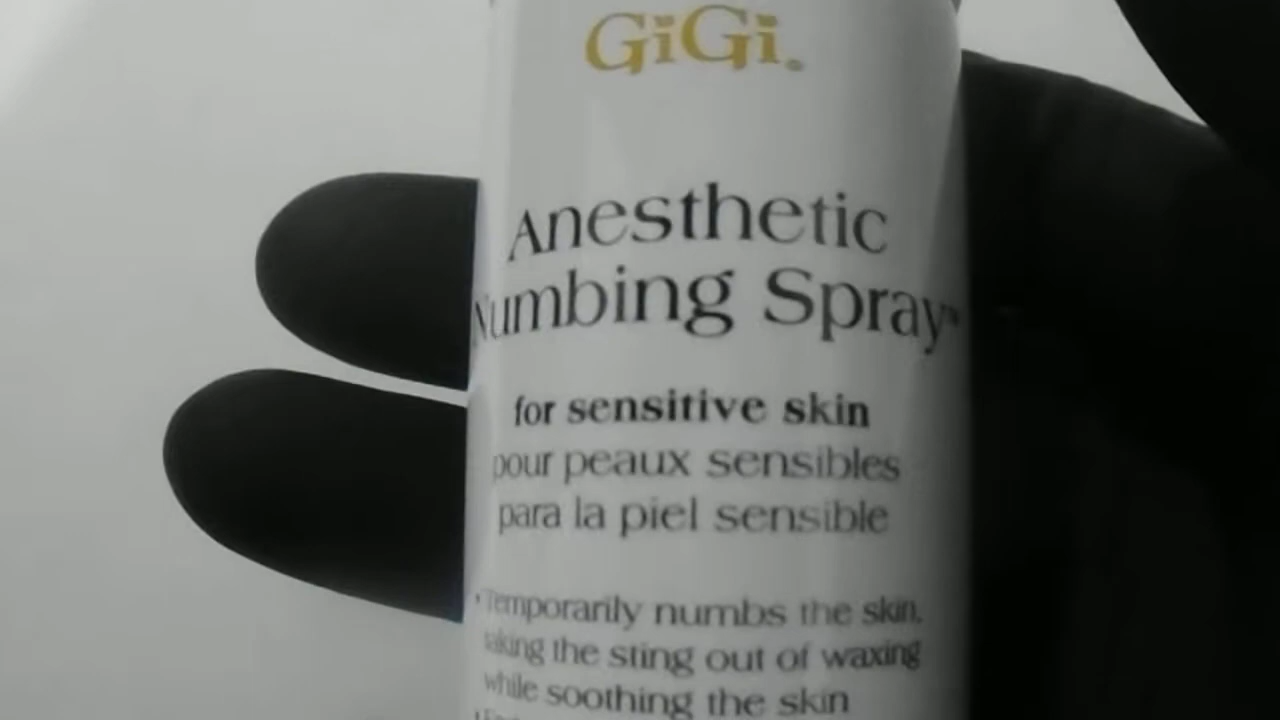 GiGi®
Anesthetic
Numbing Spray™
for sensitive skin
pour peaux sensibles
para la piel sensible
•Temporarily numbs the skin,
taking the sting out of waxing
while soothing the skin